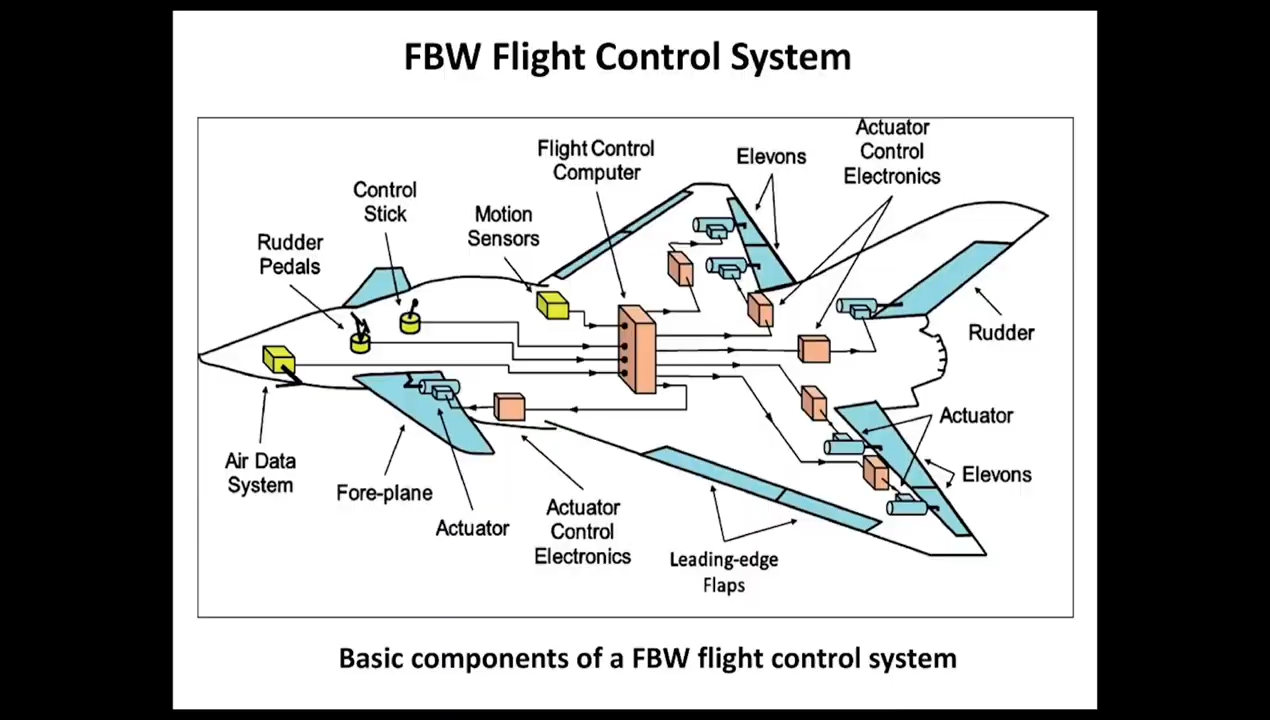 FBW Flight Control System
Actuator
Control
Electronics
Flight Control
Computer
Elevons
Control
Stick
Motion
Sensors
Rudder
Pedals
Rudder
Air Data
System
Fore-plane
Actuator
Actuator
Control
Electronics
Leading-edge
Flaps
Actuator
Elevons
Basic components of a FBW flight control system